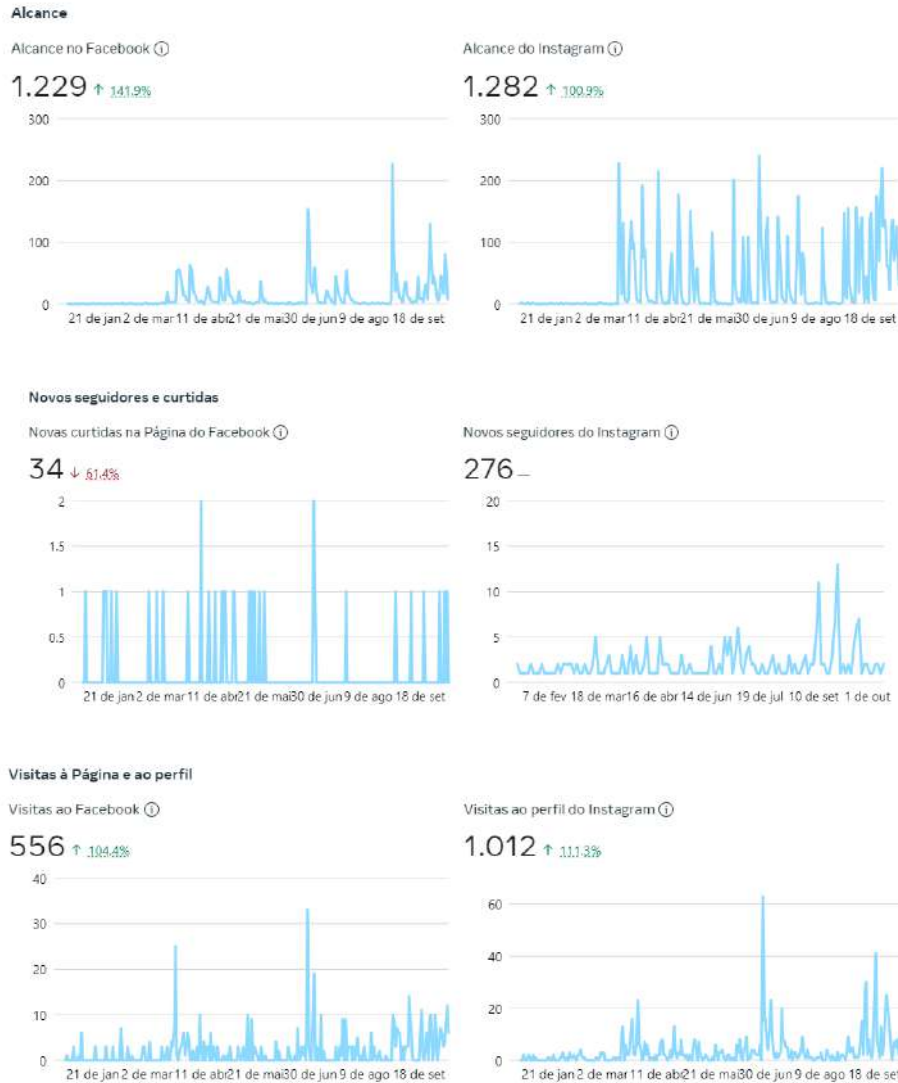 Alcance
Alcance no Facebook
Alcance do Instagram
1.229 ↑ 141,9%
1.282 ↑ 100,9%
300
200
100
0
21 de jan 2 de mar 11 de abr 21 de mai 30 de jun 9 de ago 18 de set
300
200
100
0
21 de jan 2 de mar 11 de abr 21 de mai 30 de jun 9 de ago 18 de set
Novos seguidores e curtidas
Novas curtidas na Página do Facebook
Novos seguidores do Instagram
34 ↓ 61,4%
276 —
2
1.5
1
0.5
0
21 de jan 2 de mar 11 de abr 21 de mai 30 de jun 9 de ago 18 de set
20
15
10
5
0
7 de fev 18 de mar 16 de abr 14 de jun 19 de jul 10 de set 1 de out
Visitas à Página e ao perfil
Visitas ao Facebook
Visitas ao perfil do Instagram
556 ↑ 104,4%
1.012 ↑ 111,3%
40
30
20
10
0
21 de jan 2 de mar 11 de abr 21 de mai 30 de jun 9 de ago 18 de set
60
40
20
0
21 de jan 2 de mar 11 de abr 21 de mai 30 de jun 9 de ago 18 de set